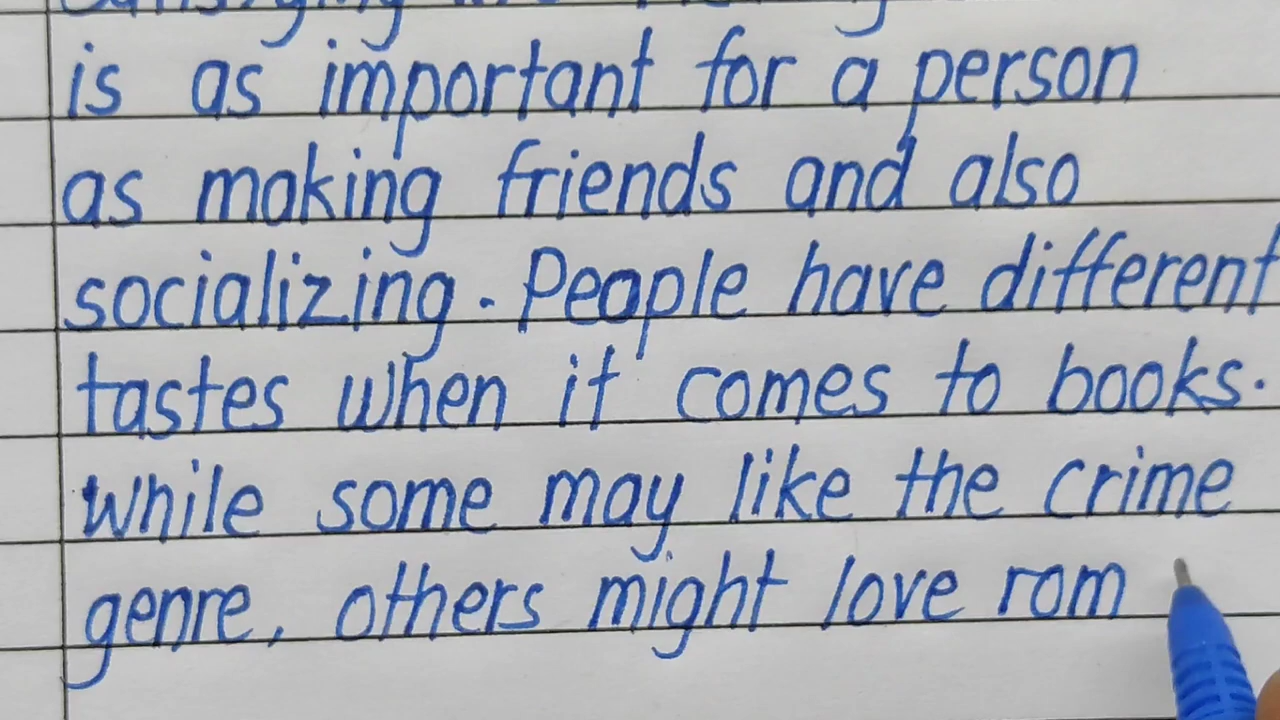 is as important for a person
as making friends and also
socializing. People have different
tastes when it comes to books.
while some may like the crime
genre, others might love rom